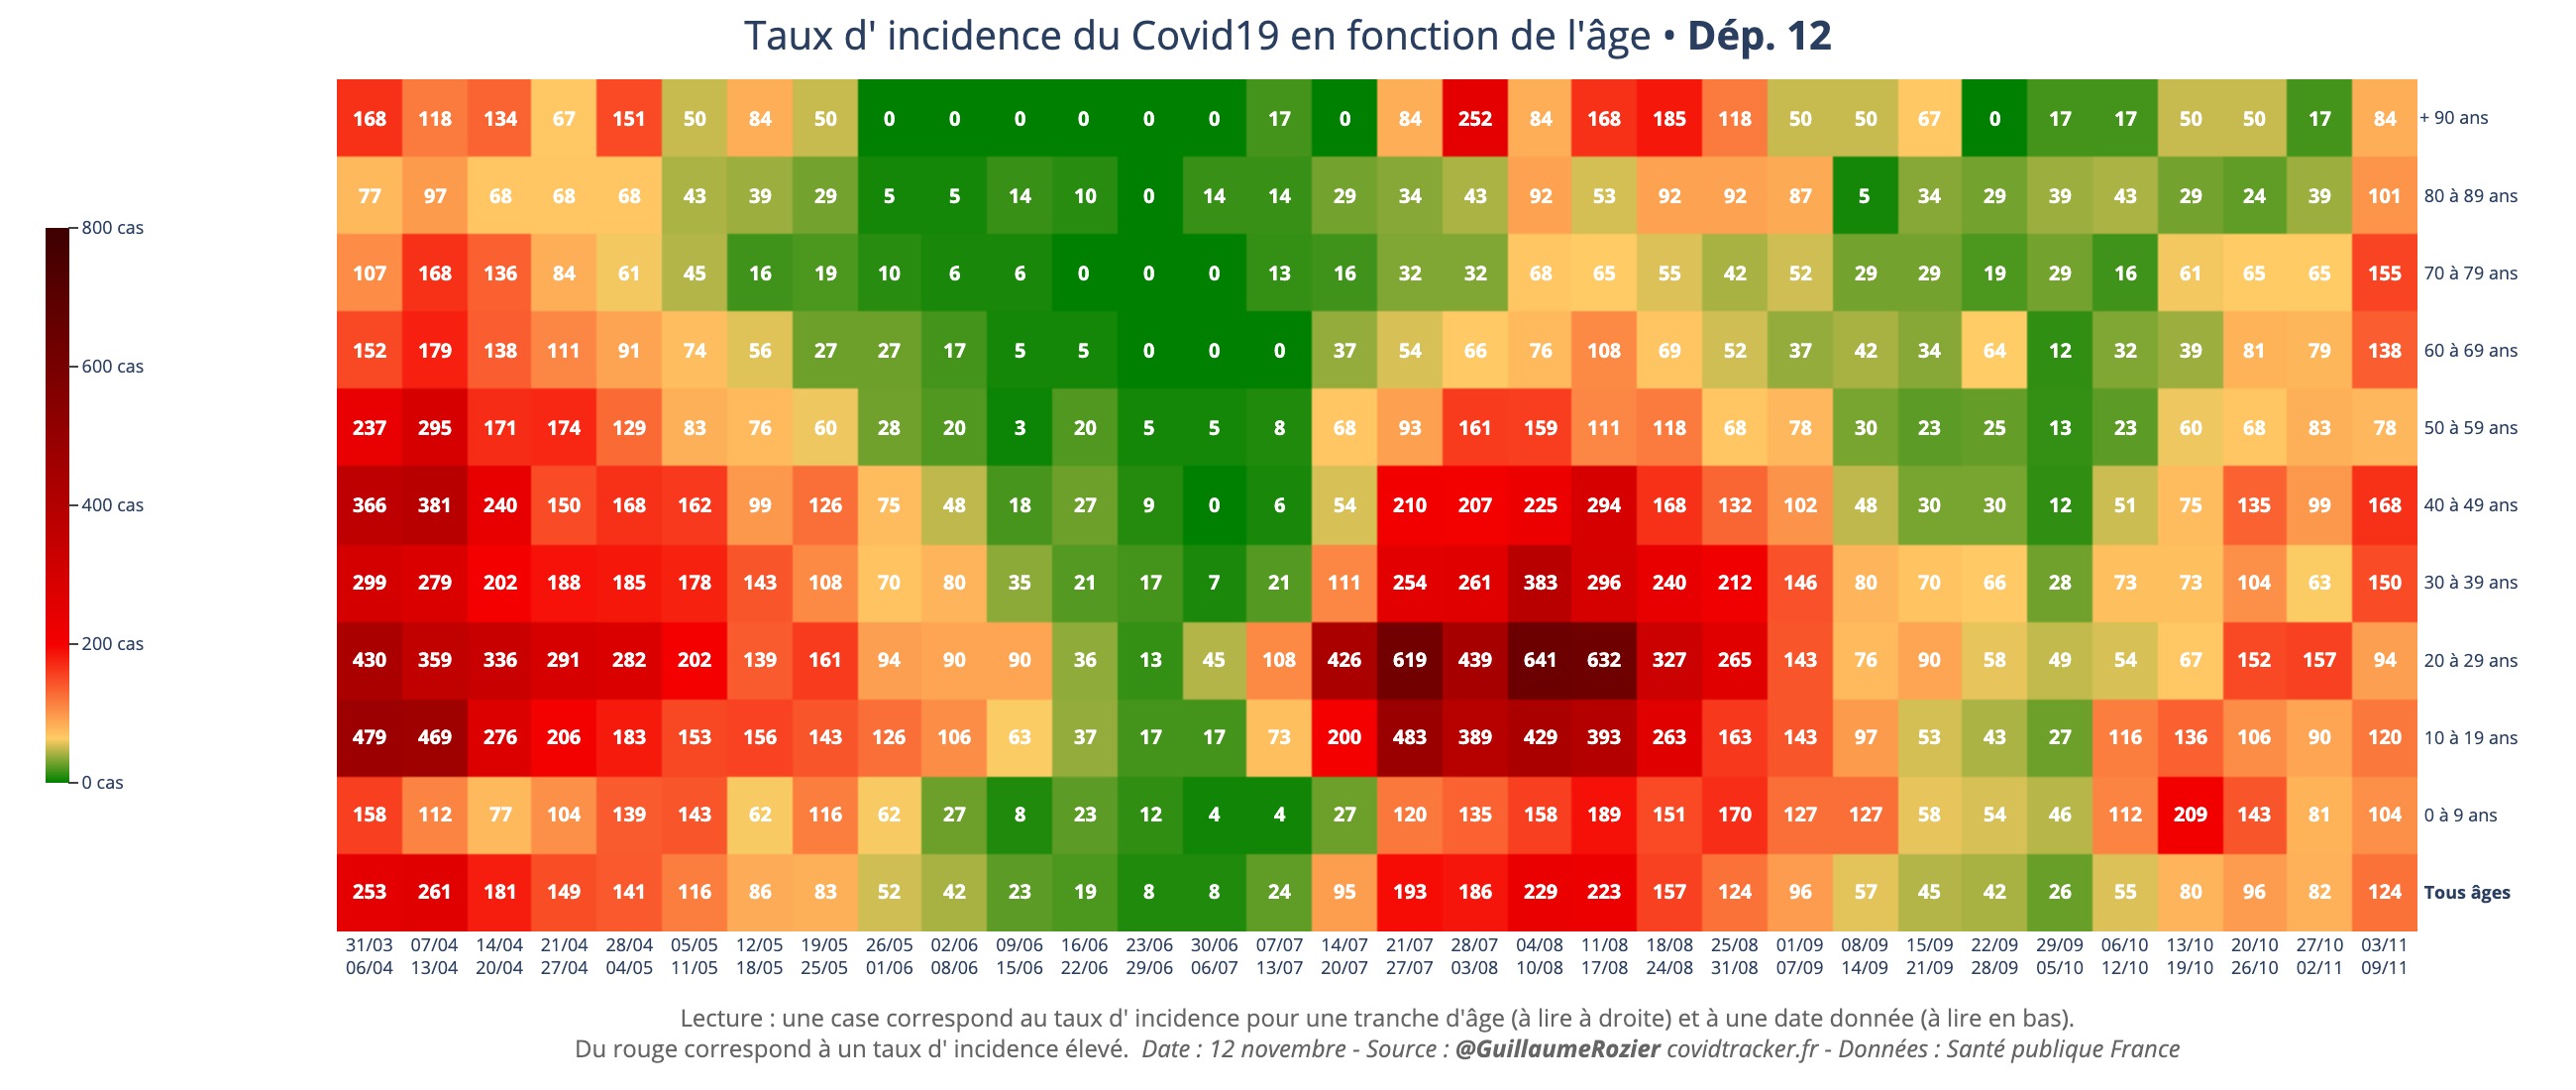 Taux d' incidence du Covid19 en fonction de l'âge • Dép. 12
168 118 134 67 151 50 84 50 0 0 0 0 0 0 17 0 84 252 84 168 185 118 50 50 67 0 17 17 50 50 17 84 + 90 ans
77 97 68 68 68 43 39 29 5 5 14 10 0 14 14 29 34 43 92 53 92 92 87 5 34 29 39 43 29 24 39 101 80 à 89 ans
800 cas
107 168 136 84 61 45 16 19 10 6 6 0 0 0 13 16 32 32 68 65 55 42 52 29 29 19 29 16 61 65 65 155 70 à 79 ans
152 179 138 111 91 74 56 27 27 17 5 5 0 0 0 37 54 66 76 108 69 52 37 42 34 64 12 32 39 81 79 138 60 à 69 ans
600 cas
237 295 171 174 129 83 76 60 28 20 3 20 5 5 8 68 93 161 159 111 118 68 78 30 23 25 13 23 60 68 83 78 50 à 59 ans
400 cas
366 381 240 150 168 162 99 126 75 48 18 27 9 0 6 54 210 207 225 294 168 132 102 48 30 30 12 51 75 135 99 168 40 à 49 ans
299 279 202 188 185 178 143 108 70 80 35 21 17 7 21 111 254 261 383 296 240 212 146 80 70 66 28 73 73 104 63 150 30 à 39 ans
200 cas
430 359 336 291 282 202 139 161 94 90 90 36 13 45 108 426 619 439 641 632 327 265 143 76 90 58 49 54 67 152 157 94 20 à 29 ans
479 469 276 206 183 153 156 143 126 106 63 37 17 17 73 200 483 389 429 393 263 163 143 97 53 43 27 116 136 106 90 120 10 à 19 ans
0 cas
158 112 77 104 139 143 62 116 62 27 8 23 12 4 4 27 120 135 158 189 151 170 127 127 58 54 46 112 209 143 81 104 0 à 9 ans
253 261 181 149 141 116 86 83 52 42 23 19 8 8 24 95 193 186 229 223 157 124 96 57 45 42 26 55 80 96 82 124 Tous âges
31/03 07/04 14/04 21/04 28/04 05/05 12/05 19/05 26/05 02/06 09/06 16/06 23/06 30/06 07/07 14/07 21/07 28/07 04/08 11/08 18/08 25/08 01/09 08/09 15/09 22/09 29/09 06/10 13/10 20/10 27/10 03/11
06/04 13/04 20/04 27/04 04/05 11/05 18/05 25/05 01/06 08/06 15/06 22/06 29/06 06/07 13/07 20/07 27/07 03/08 10/08 17/08 24/08 31/08 07/09 14/09 21/09 28/09 05/10 12/10 19/10 26/10 02/11 09/11
Lecture : une case correspond au taux d' incidence pour une tranche d'âge (à lire à droite) et à une date donnée (à lire en bas).
Du rouge correspond à un taux d' incidence élevé. Date : 12 novembre - Source : @GuillaumeRozier covidtracker.fr - Données : Santé publique France